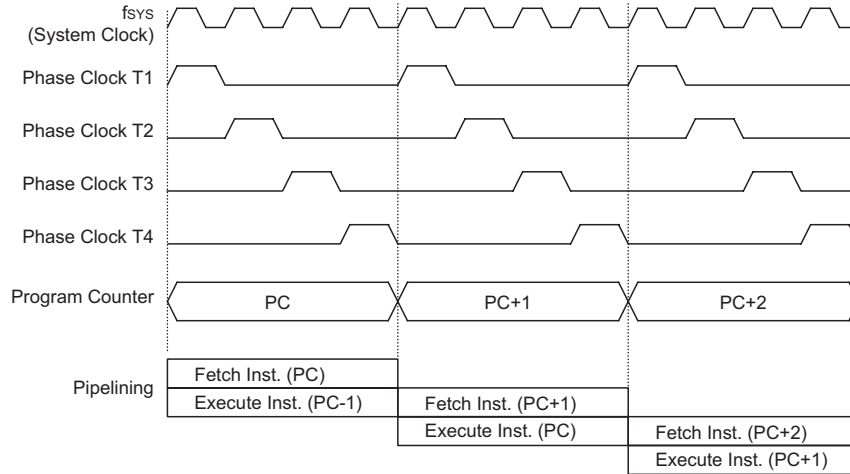 fSYS
(System Clock)
Phase Clock T1
Phase Clock T2
Phase Clock T3
Phase Clock T4
Program Counter
PC
PC+1
PC+2
Pipelining
Fetch Inst. (PC)
Execute Inst. (PC-1)
Fetch Inst. (PC+1)
Execute Inst. (PC)
Fetch Inst. (PC+2)
Execute Inst. (PC+1)